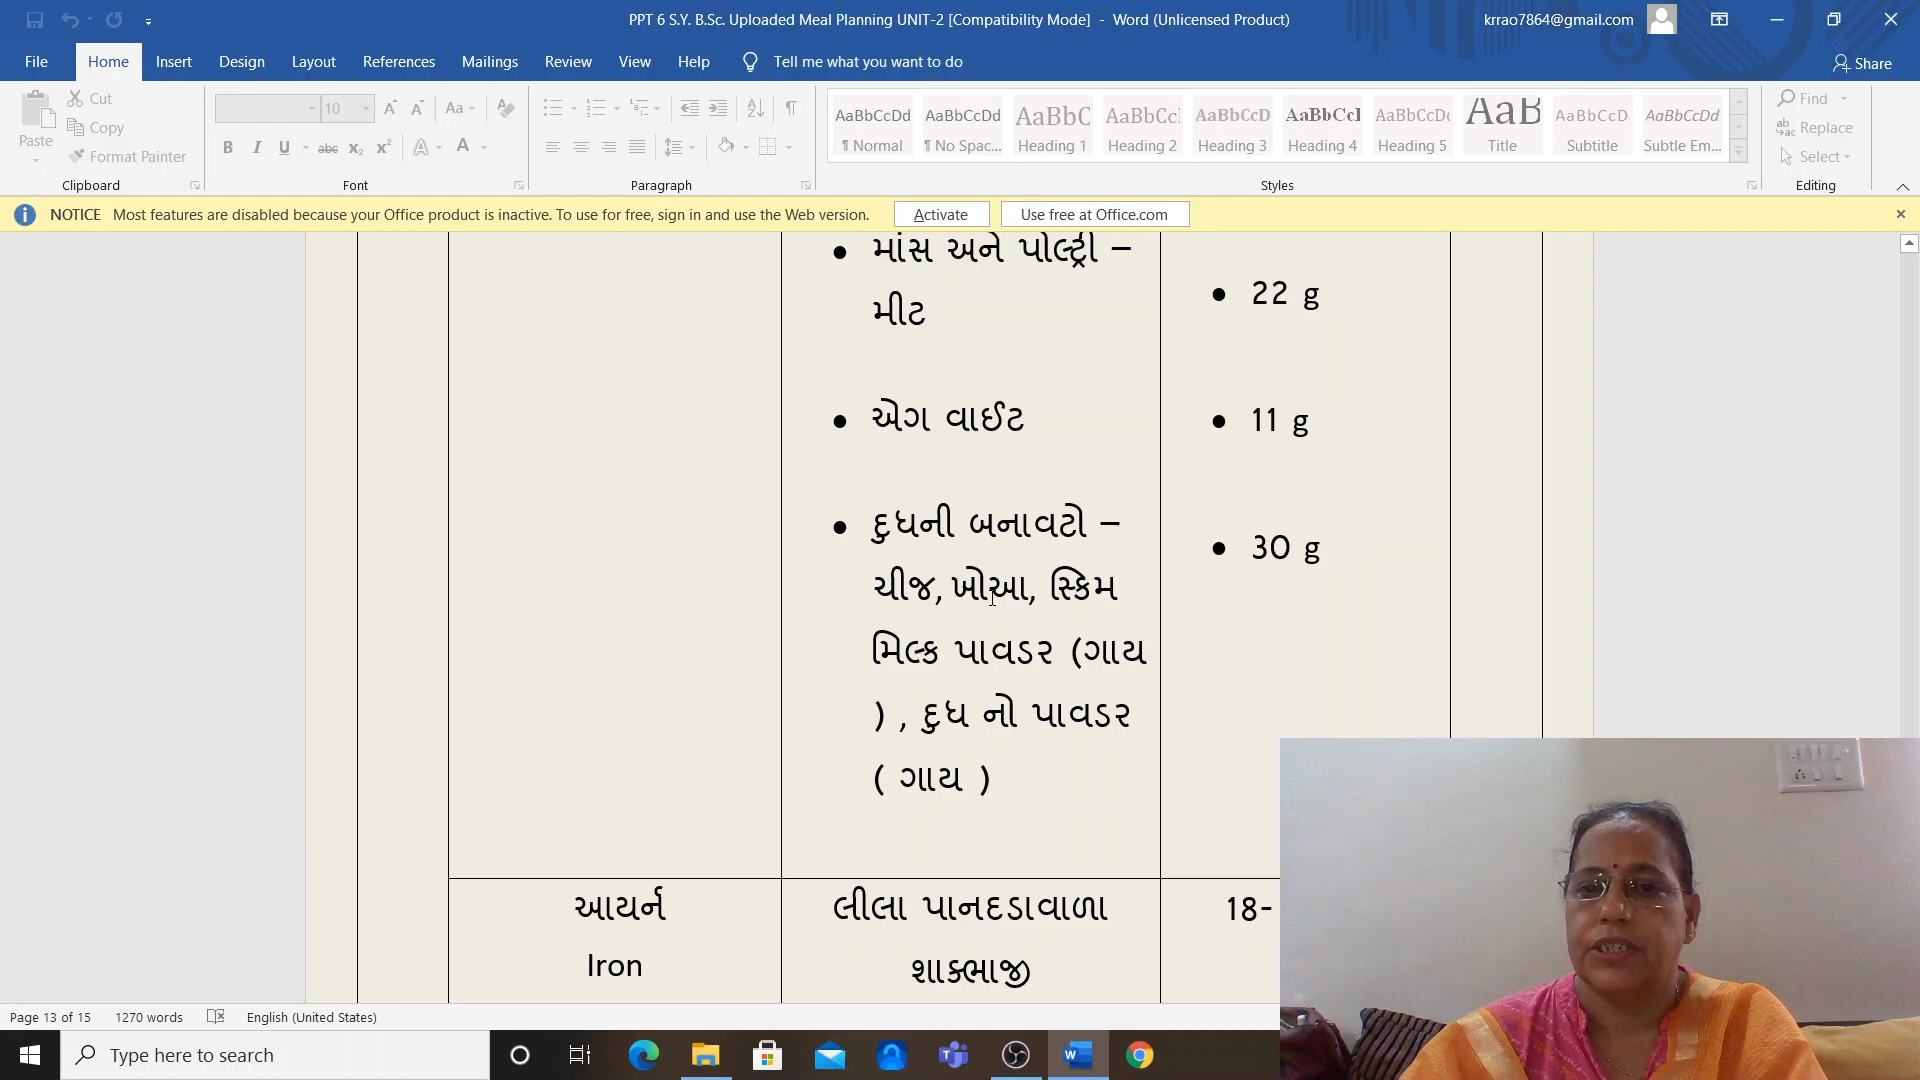 PPT 6 S.Y. B.Sc. Uploaded Meal Planning UNIT-2 [Compatibility Mode] - Word (Unlicensed Product)
krrao7864@gmail.com
File Home Insert Design Layout References Mailings Review View Help Tell me what you want to do
Share
Paste
Cut
Copy
Format Painter
Clipboard
10
Font
Paragraph
AaBbCcDd AaBbCcDd AaBbC AaBbCc AaBbCcD AaBbCcI AaBbCcDc AaB AaBbCcD AaBbCcDd
¶ Normal ¶ No Spac... Heading 1 Heading 2 Heading 3 Heading 4 Heading 5 Title Subtitle Subtle Em...
Styles
Find
Replace
Select
Editing
NOTICE Most features are disabled because your Office product is inactive. To use for free, sign in and use the Web version.
Activate
Use free at Office.com
માંસ અને પોલ્ટ્રી –
મીટ
22 g
એગ વાઈટ
11 g
દુધની બનાવટો –
ચીજ, ખોઆ, સ્કિમ
મિલ્ક પાવડર (ગાય
) , દુધ નો પાવડર
( ગાય )
30 g
આયર્ન
Iron
લીલા પાનદડાવાળા
શાકભાજી
18-
Page 13 of 15
1270 words
English (United States)
Type here to search